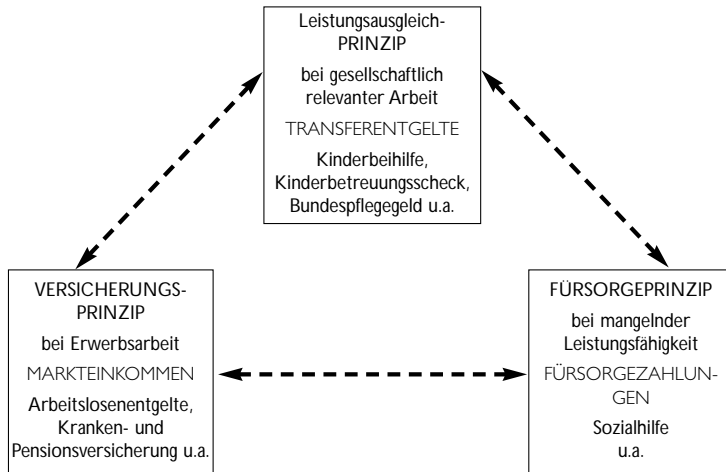 Leistungsausgleich-
PRINZIP
bei gesellschaftlich
relevanter Arbeit
TRANSFERENTGELTE
Kinderbeihilfe,
Kinderbetreuungsscheck,
Bundespflegegeld u.a.
VERSICHERUNGS-
PRINZIP
bei Erwerbsarbeit
MARKTEINKOMMEN
Arbeitslosenentgelte,
Kranken- und
Pensionsversicherung u.a.
FÜRSORGEPRINZIP
bei mangelnder
Leistungsfähigkeit
FÜRSORGEZAHLUN-
GEN
Sozialhilfe
u.a.